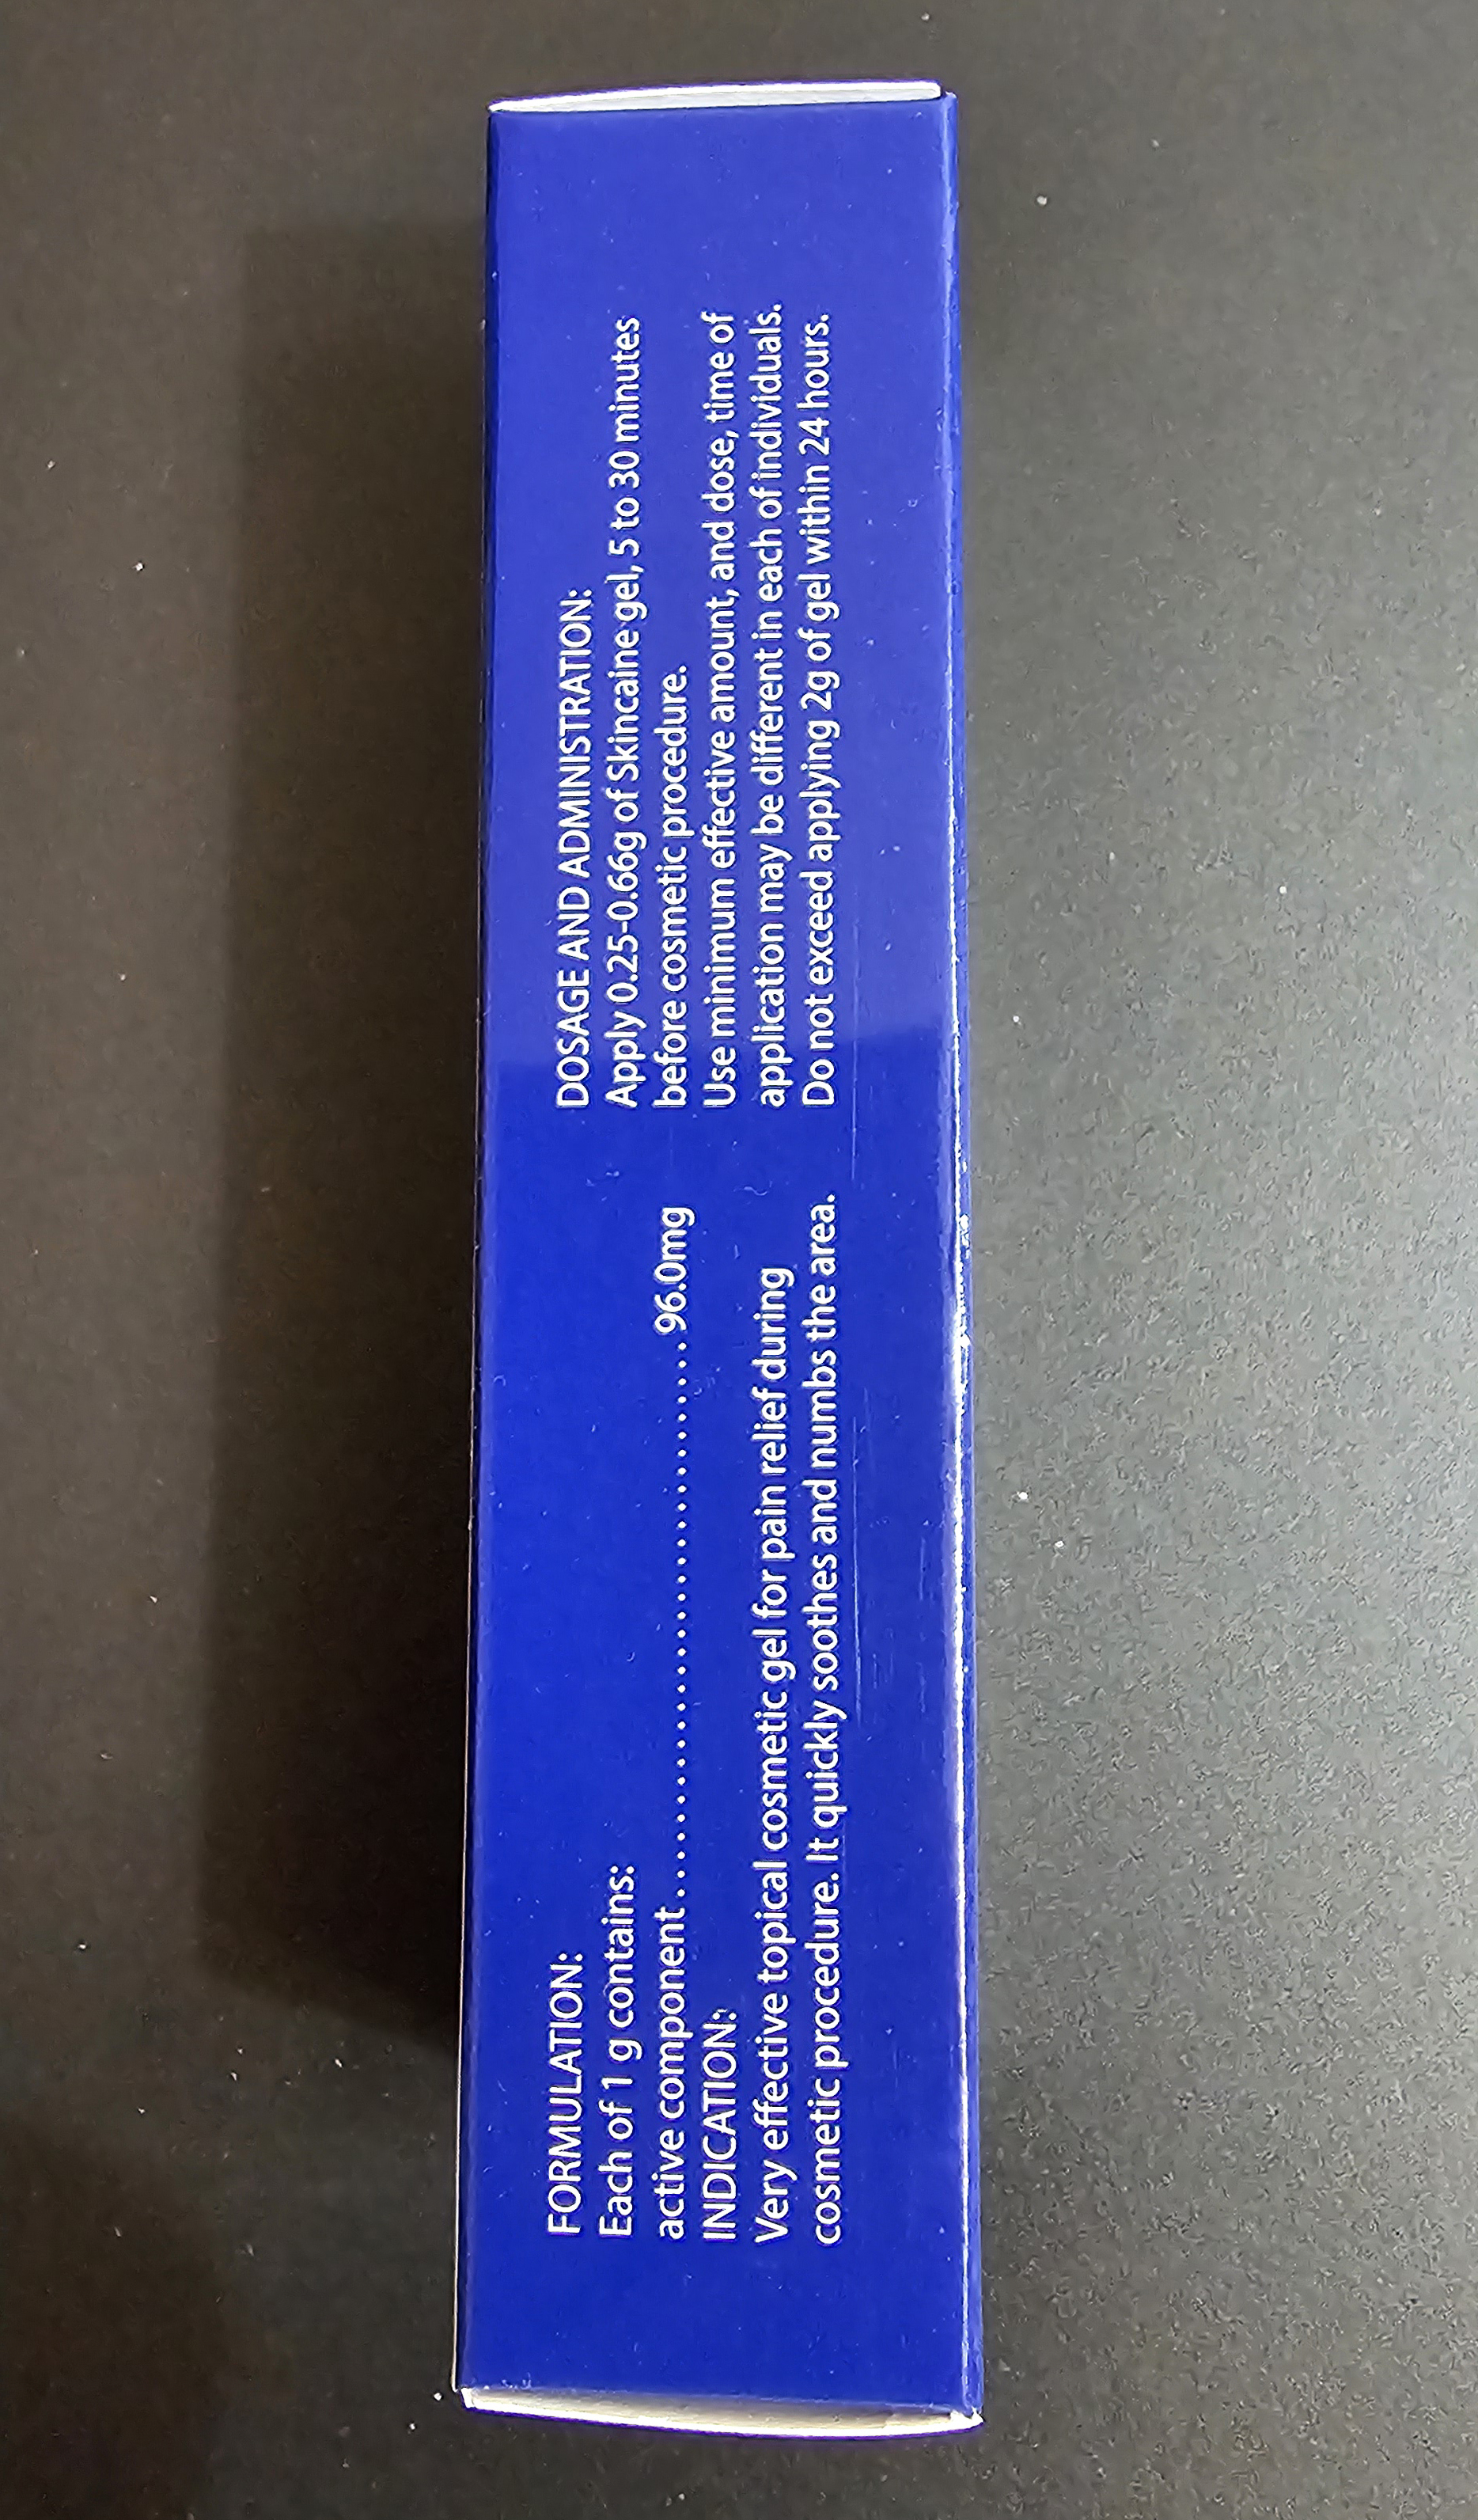 FORMULATION:
Each of 1 g contains:
active component.......................................96.0mg
INDICATION:
Very effective topical cosmetic gel for pain relief during
cosmetic procedure. It quickly soothes and numbs the area.
DOSAGE AND ADMINISTRATION:
Apply 0.25-0.66g of Skincaine gel, 5 to 30 minutes
before cosmetic procedure.
Use minimum effective amount, and dose, time of
application may be different in each of individuals.
Do not exceed applying 2g of gel within 24 hours.